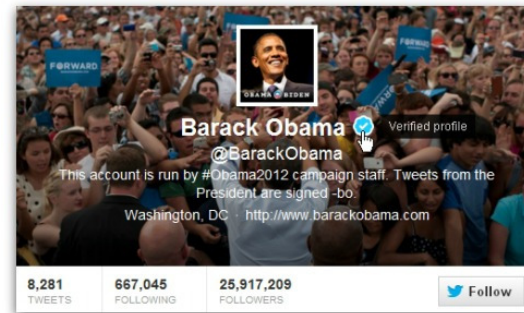 FORWARD
FORWARD
OBAMA BIDEN
Barack Obama
Verified profile
@BarackObama
This account is run by #Obama2012 campaign staff. Tweets from the
President are signed -bo.
Washington, DC · http://www.barackobama.com
8,281
667,045
25,917,209
TWEETS
FOLLOWING
FOLLOWERS
Follow